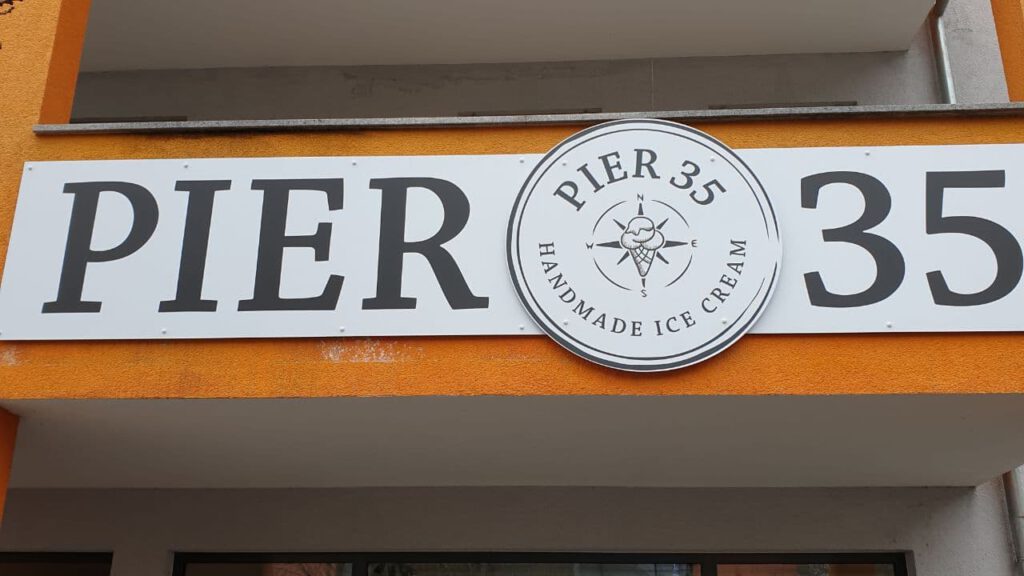 PIER 35
PIER 35
N
W E
S
HANDMADE ICE CREAM